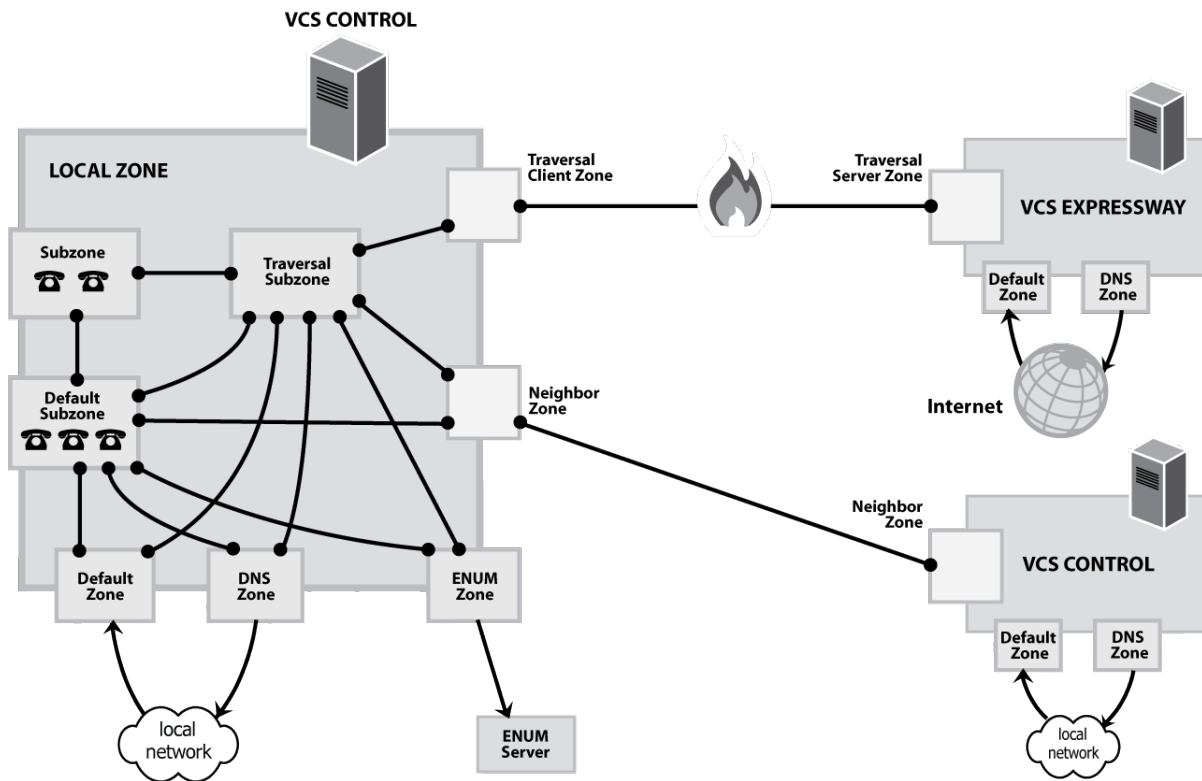 VCS CONTROL
LOCAL ZONE
Traversal
Client Zone
Traversal
Server Zone
VCS EXPRESSWAY
Subzone
Traversal
Subzone
Default
Zone
DNS
Zone
Default
Subzone
Neighbor
Zone
Internet
Neighbor
Zone
VCS CONTROL
Default
Zone
DNS
Zone
ENUM
Zone
Default
Zone
DNS
Zone
local
network
ENUM
Server
local
network